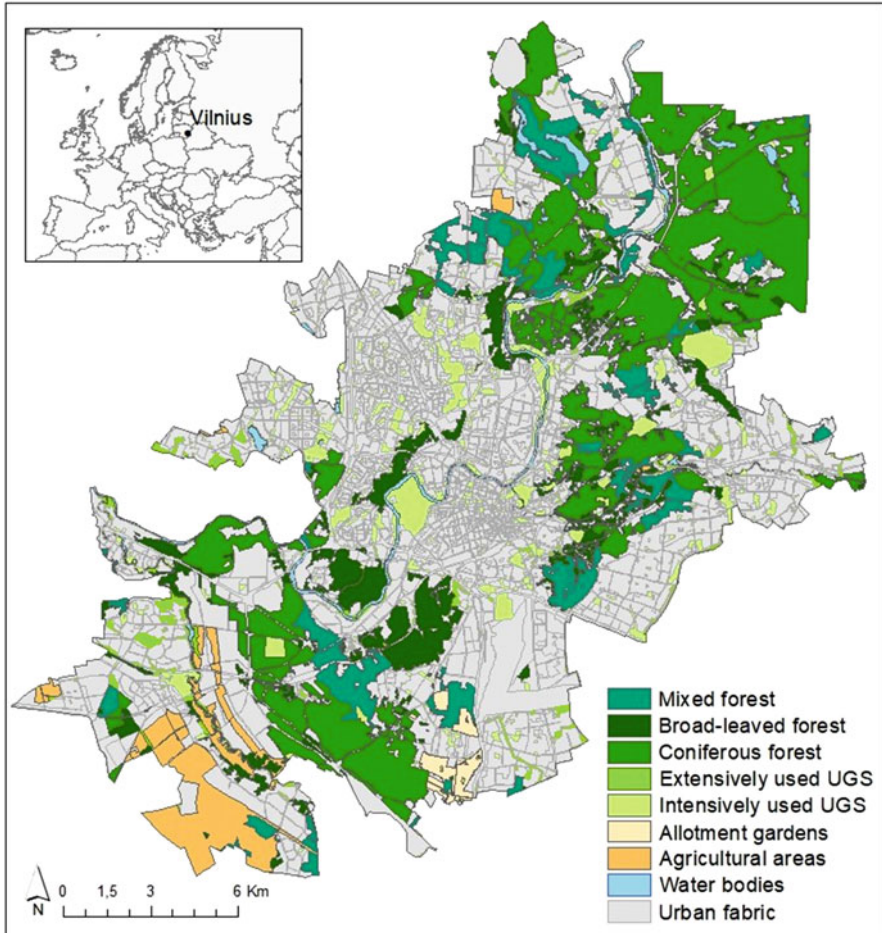 Vilnius
Mixed forest
Broad-leaved forest
Coniferous forest
Extensively used UGS
Intensively used UGS
Allotment gardens
Agricultural areas
Water bodies
Urban fabric
0 1,5 3 6 Km
N